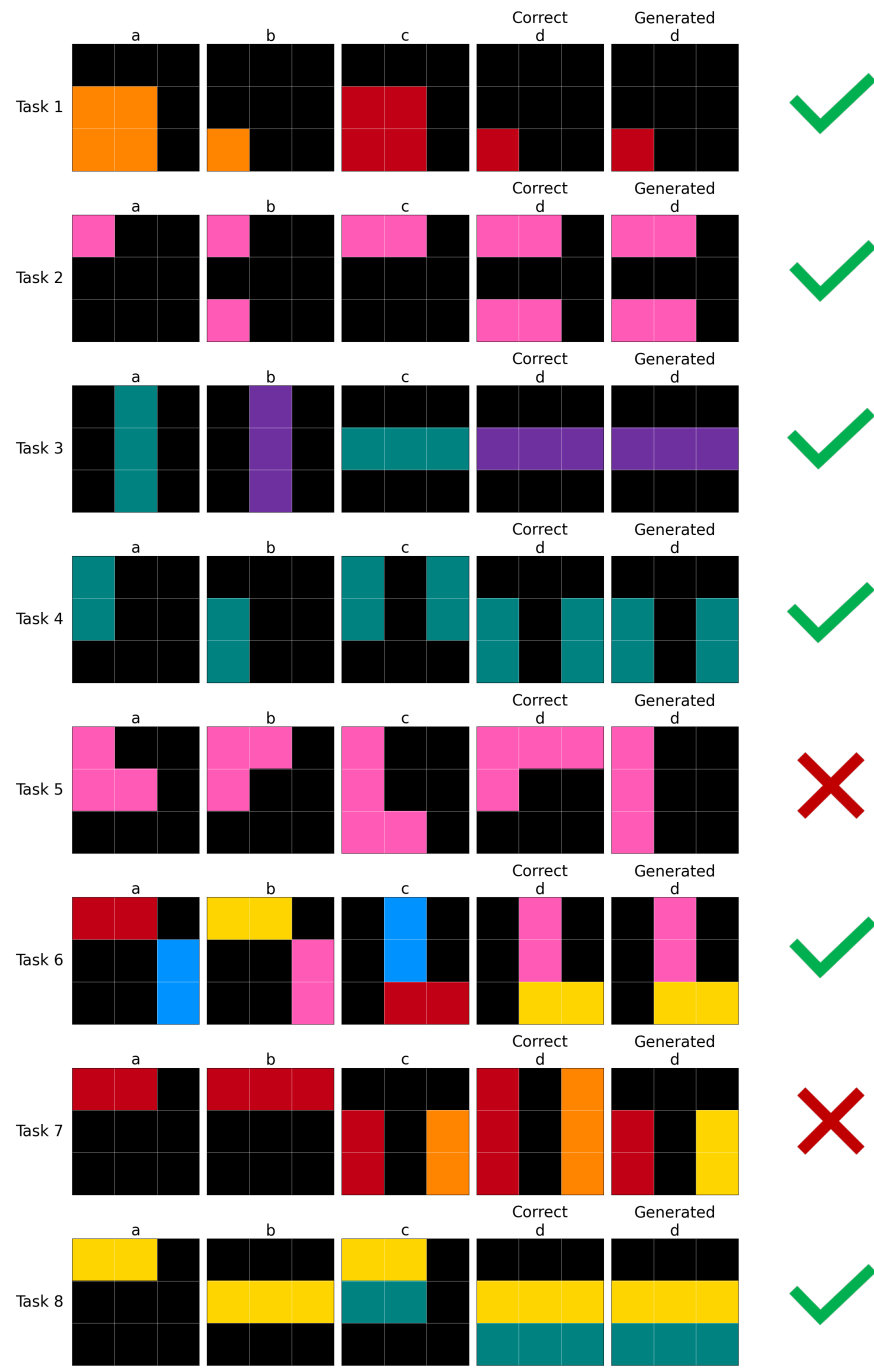 Correct Generated
a b c d d
Task 1
Correct Generated
a b c d d
Task 2
Correct Generated
a b c d d
Task 3
Correct Generated
a b c d d
Task 4
Correct Generated
a b c d d
Task 5
Correct Generated
a b c d d
Task 6
Correct Generated
a b c d d
Task 7
Correct Generated
a b c d d
Task 8